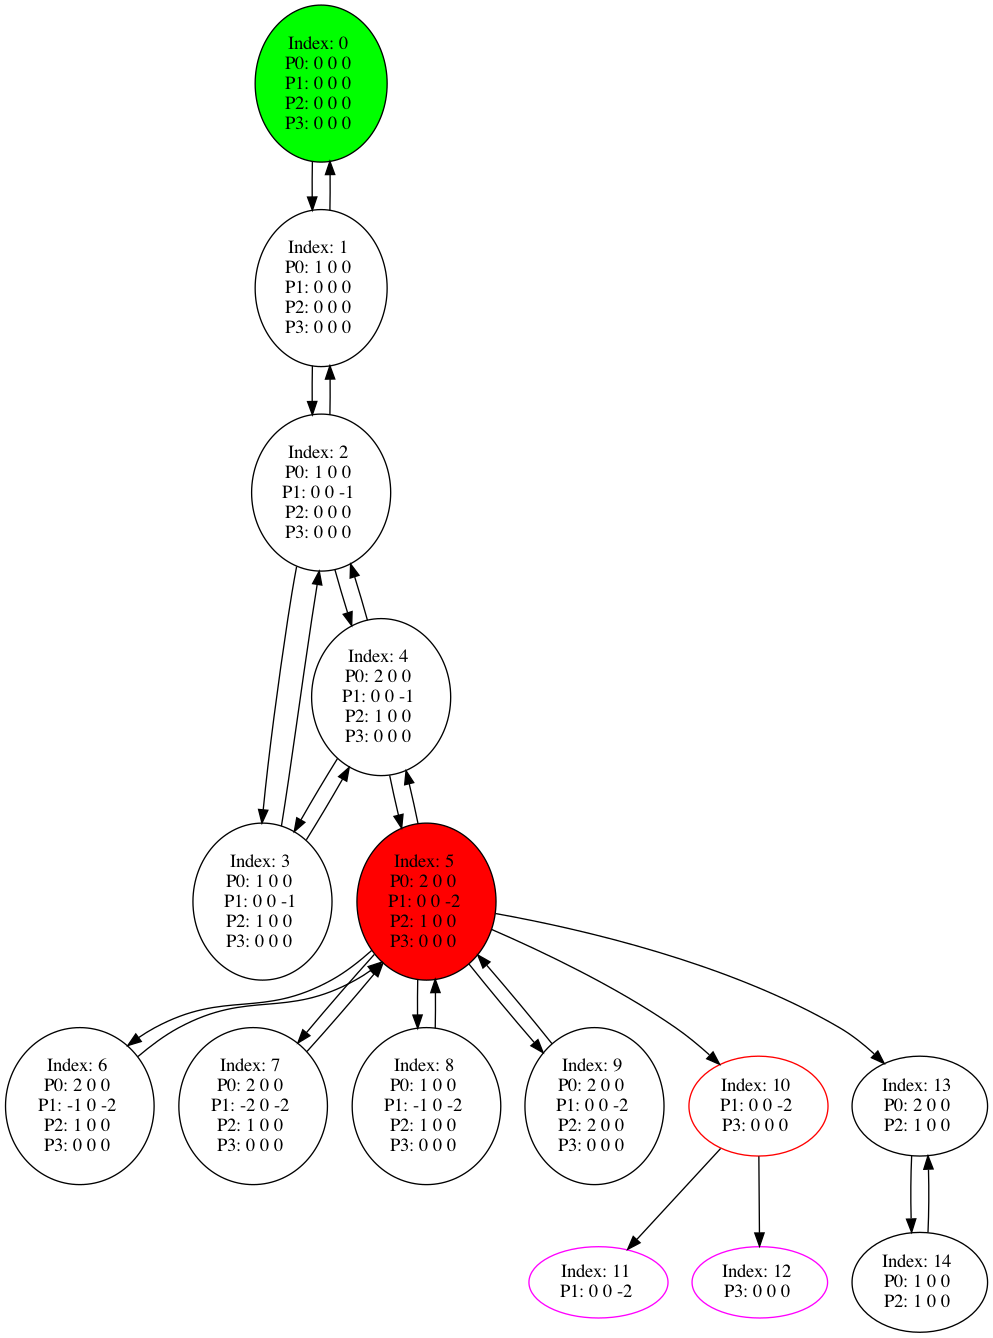 Index: 0
P0: 0 0 0
P1: 0 0 0
P2: 0 0 0
P3: 0 0 0
Index: 1
P0: 1 0 0
P1: 0 0 0
P2: 0 0 0
P3: 0 0 0
Index: 2
P0: 1 0 0
P1: 0 0 -1
P2: 0 0 0
P3: 0 0 0
Index: 4
P0: 2 0 0
P1: 0 0 -1
P2: 1 0 0
P3: 0 0 0
Index: 3
P0: 1 0 0
P1: 0 0 -1
P2: 1 0 0
P3: 0 0 0
Index: 5
P0: 2 0 0
P1: 0 0 -2
P2: 1 0 0
P3: 0 0 0
Index: 6
P0: 2 0 0
P1: -1 0 -2
P2: 1 0 0
P3: 0 0 0
Index: 7
P0: 2 0 0
P1: -2 0 -2
P2: 1 0 0
P3: 0 0 0
Index: 8
P0: 1 0 0
P1: -1 0 -2
P2: 1 0 0
P3: 0 0 0
Index: 9
P0: 2 0 0
P1: 0 0 -2
P2: 2 0 0
P3: 0 0 0
Index: 10
P1: 0 0 -2
P3: 0 0 0
Index: 13
P0: 2 0 0
P2: 1 0 0
Index: 11
P1: 0 0 -2
Index: 12
P3: 0 0 0
Index: 14
P0: 1 0 0
P2: 1 0 0